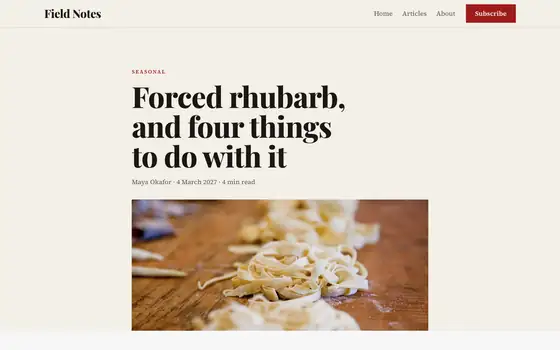 Field Notes
Home Articles About Subscribe
SEASONAL
Forced rhubarb,
and four things
to do with it
Maya Okafor · 4 March 2027 · 4 min read